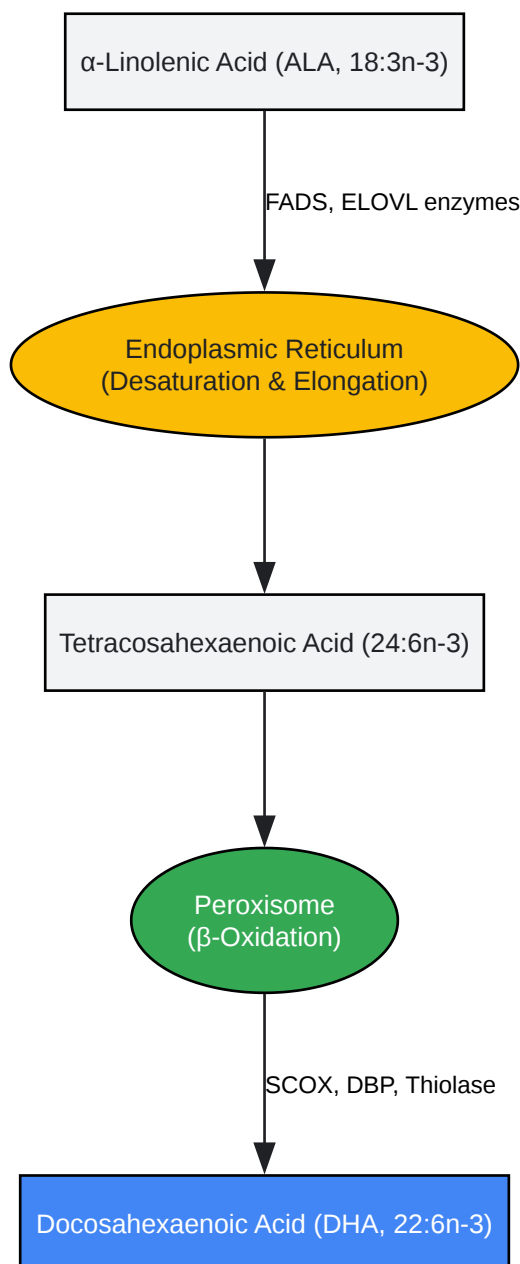 α-Linolenic Acid (ALA, 18:3n-3)
FADS, ELOVL enzymes
Endoplasmic Reticulum
(Desaturation & Elongation)
Tetracosahexaenoic Acid (24:6n-3)
Peroxisome
(β-Oxidation)
SCOX, DBP, Thiolase
Docosahexaenoic Acid (DHA, 22:6n-3)